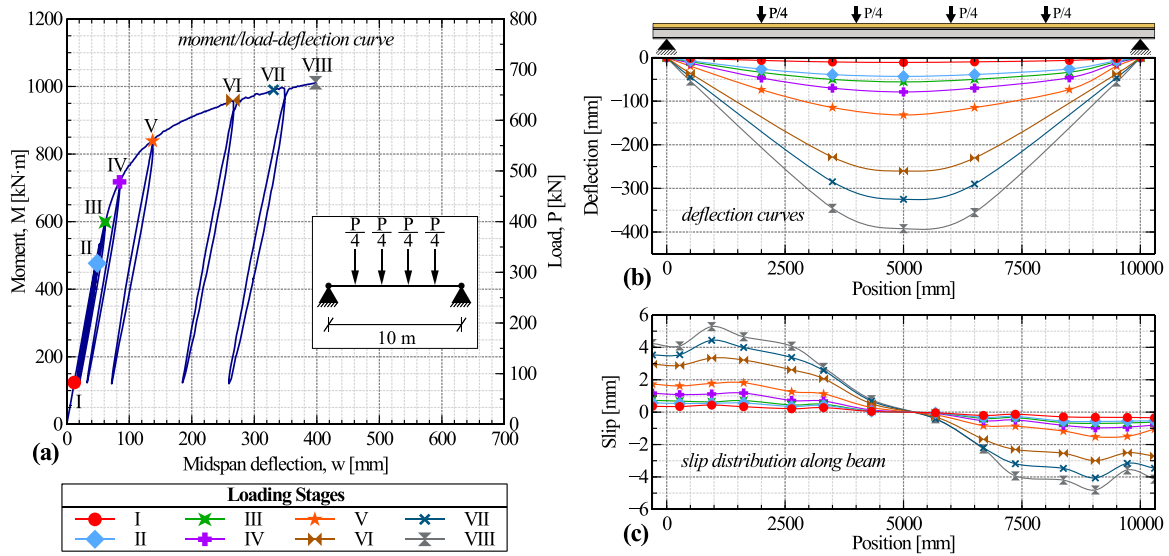 1200
1000
800
600
400
200
0
Moment, M [kN·m]
moment/load-deflection curve
I
II
III
IV
V
VI
VII
VIII
800
700
600
500
400
300
200
100
0
Load, P [kN]
P/4 P/4 P/4 P/4
10 m
0 100 200 300 400 500 600 700
Midspan deflection, w [mm]
(a)
P/4 P/4 P/4 P/4
0
−100
−200
−300
−400
Deflection [mm]
deflection curves
0 2500 5000 7500 10000
Position [mm]
(b)
6
4
2
0
−2
−4
−6
Slip [mm]
slip distribution along beam
0 2500 5000 7500 10000
Position [mm]
(c)
Loading Stages
I III V VII
II IV VI VIII